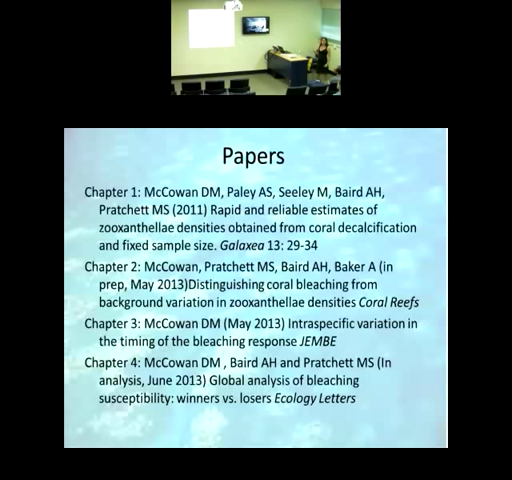 Papers
Chapter 1: McCowan DM, Paley AS, Seeley M, Baird AH,
Pratchett MS (2011) Rapid and reliable estimates of
zooxanthellae densities obtained from coral decalcification
and fixed sample size. Galaxea 13: 29-34
Chapter 2: McCowan, Pratchett MS, Baird AH, Baker A (in
prep, May 2013)Distinguishing coral bleaching from
background variation in zooxanthellae densities Coral Reefs
Chapter 3: McCowan DM (May 2013) Intraspecific variation in
the timing of the bleaching response JEMBE
Chapter 4: McCowan DM , Baird AH and Pratchett MS (In
analysis, June 2013) Global analysis of bleaching
susceptibility: winners vs. losers Ecology Letters